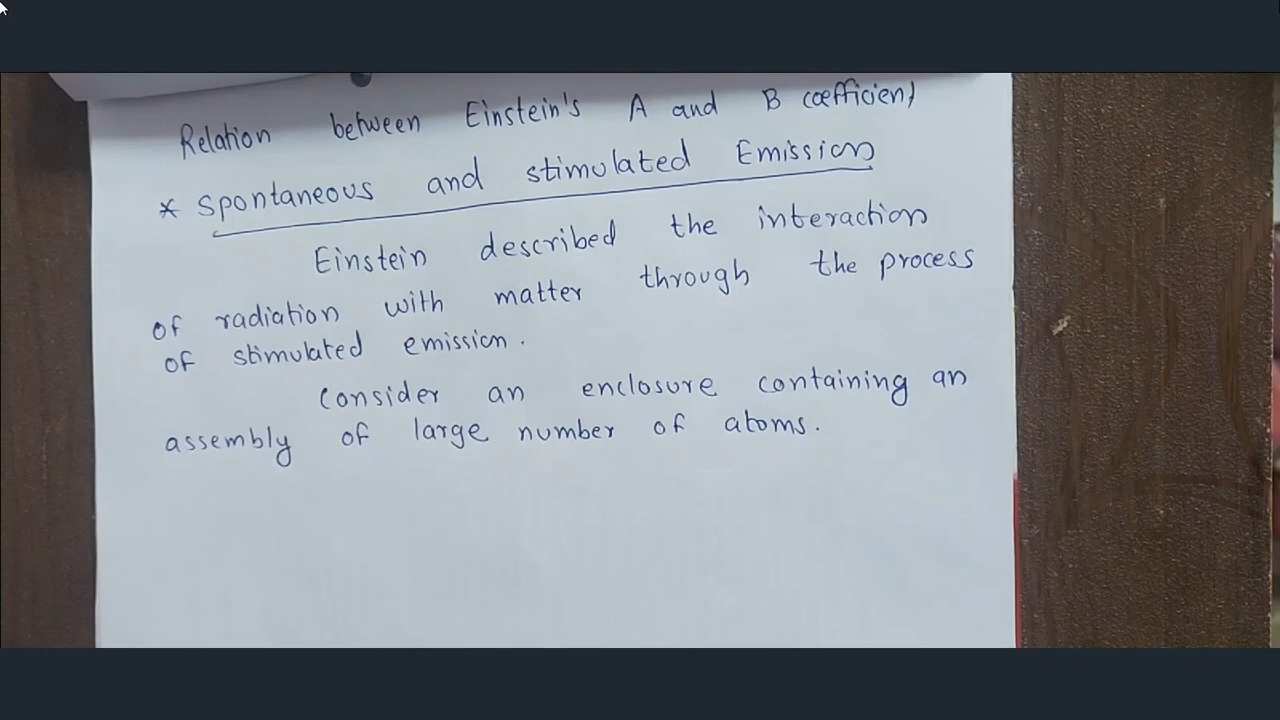 Relation between Einstein's A and B coefficient
* spontaneous and stimulated Emission
Einstein described the interaction
of radiation with matter through the process
of stimulated emission.
Consider an enclosure containing an
assembly of large number of atoms.